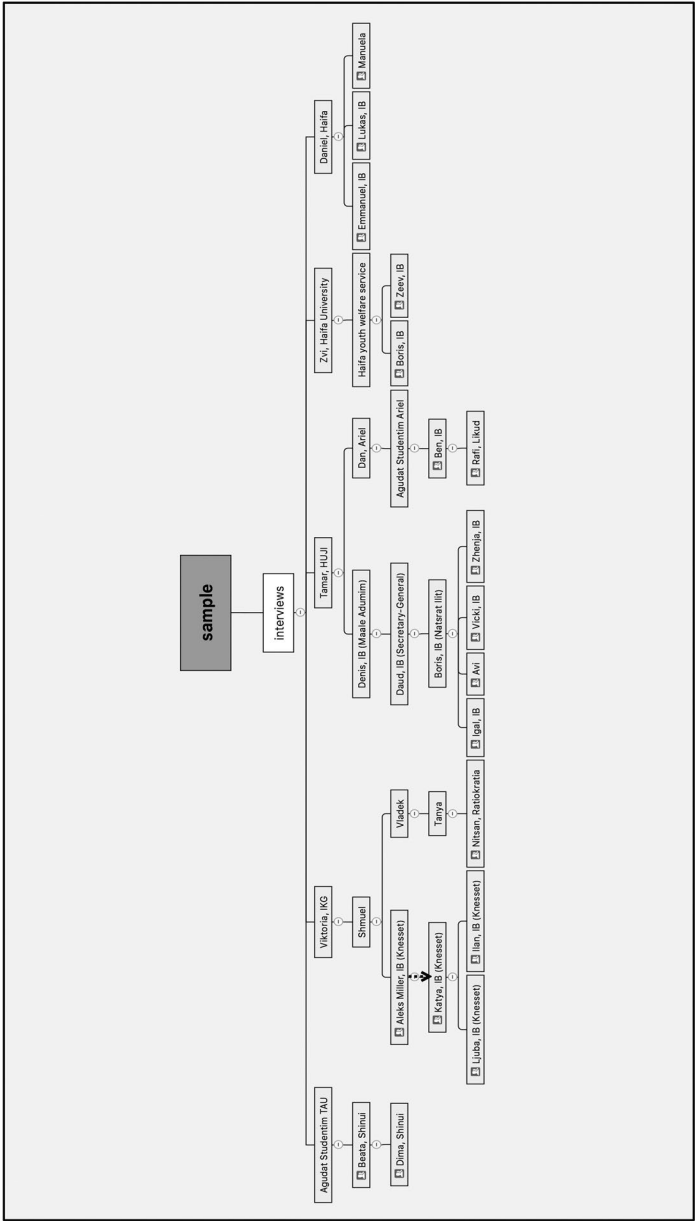 sample
interviews
Agudat Studentim TAU
Beata, Shinui
Dima, Shinui
Viktoria, IKG
Shmuel
Aleks Miller, IB (Knesset)
Katya, IB (Knesset)
Ljuba, IB (Knesset)
Ilan, IB (Knesset)
Vladek
Tanya
Nitsan, Ratiokratia
Tamar, HUJI
Denis, IB (Maale Adumim)
Daud, IB (Secretary-General)
Boris, IB (Natsrat Ilit)
Igal, IB
Avi
Vicki, IB
Zhenja, IB
Dan, Ariel
Agudat Studentim Ariel
Ben, IB
Rafi, Likud
Zvi, Haifa University
Haifa youth welfare service
Boris, IB
Zeev, IB
Daniel, Haifa
Emmanuel, IB
Lukas, IB
Manuela